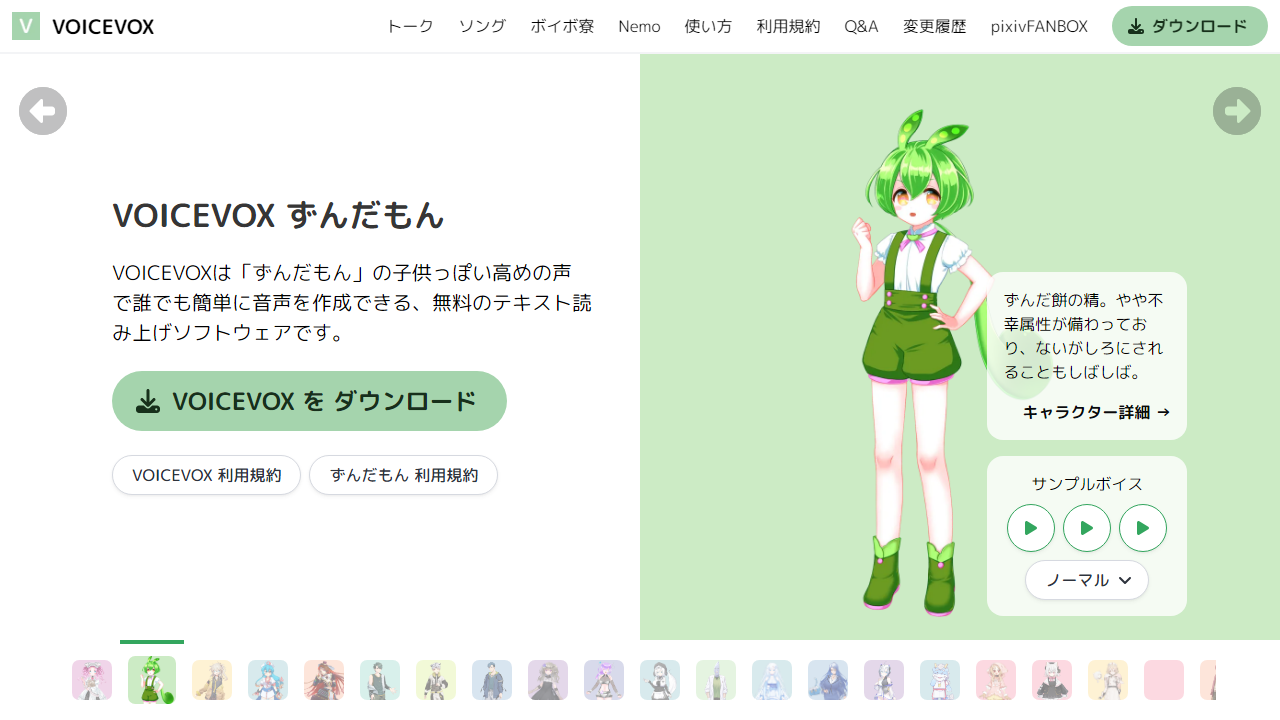 V VOICEVOX
トーク ソング ボイボ寮 Nemo 使い方 利用規約 Q&A 変更履歴 pixivFANBOX ダウンロード
VOICEVOX ずんだもん
VOICEVOXは「ずんだもん」の子供っぽい高めの声
で誰でも簡単に音声を作成できる、無料のテキスト読
み上げソフトウェアです。
VOICEVOX を ダウンロード
VOICEVOX 利用規約 ずんだもん 利用規約
ずんだ餅の精。やや不
幸属性が備わってお
り、ないがしろにされ
ることもしばしば。
キャラクター詳細 →
サンプルボイス
ノーマル